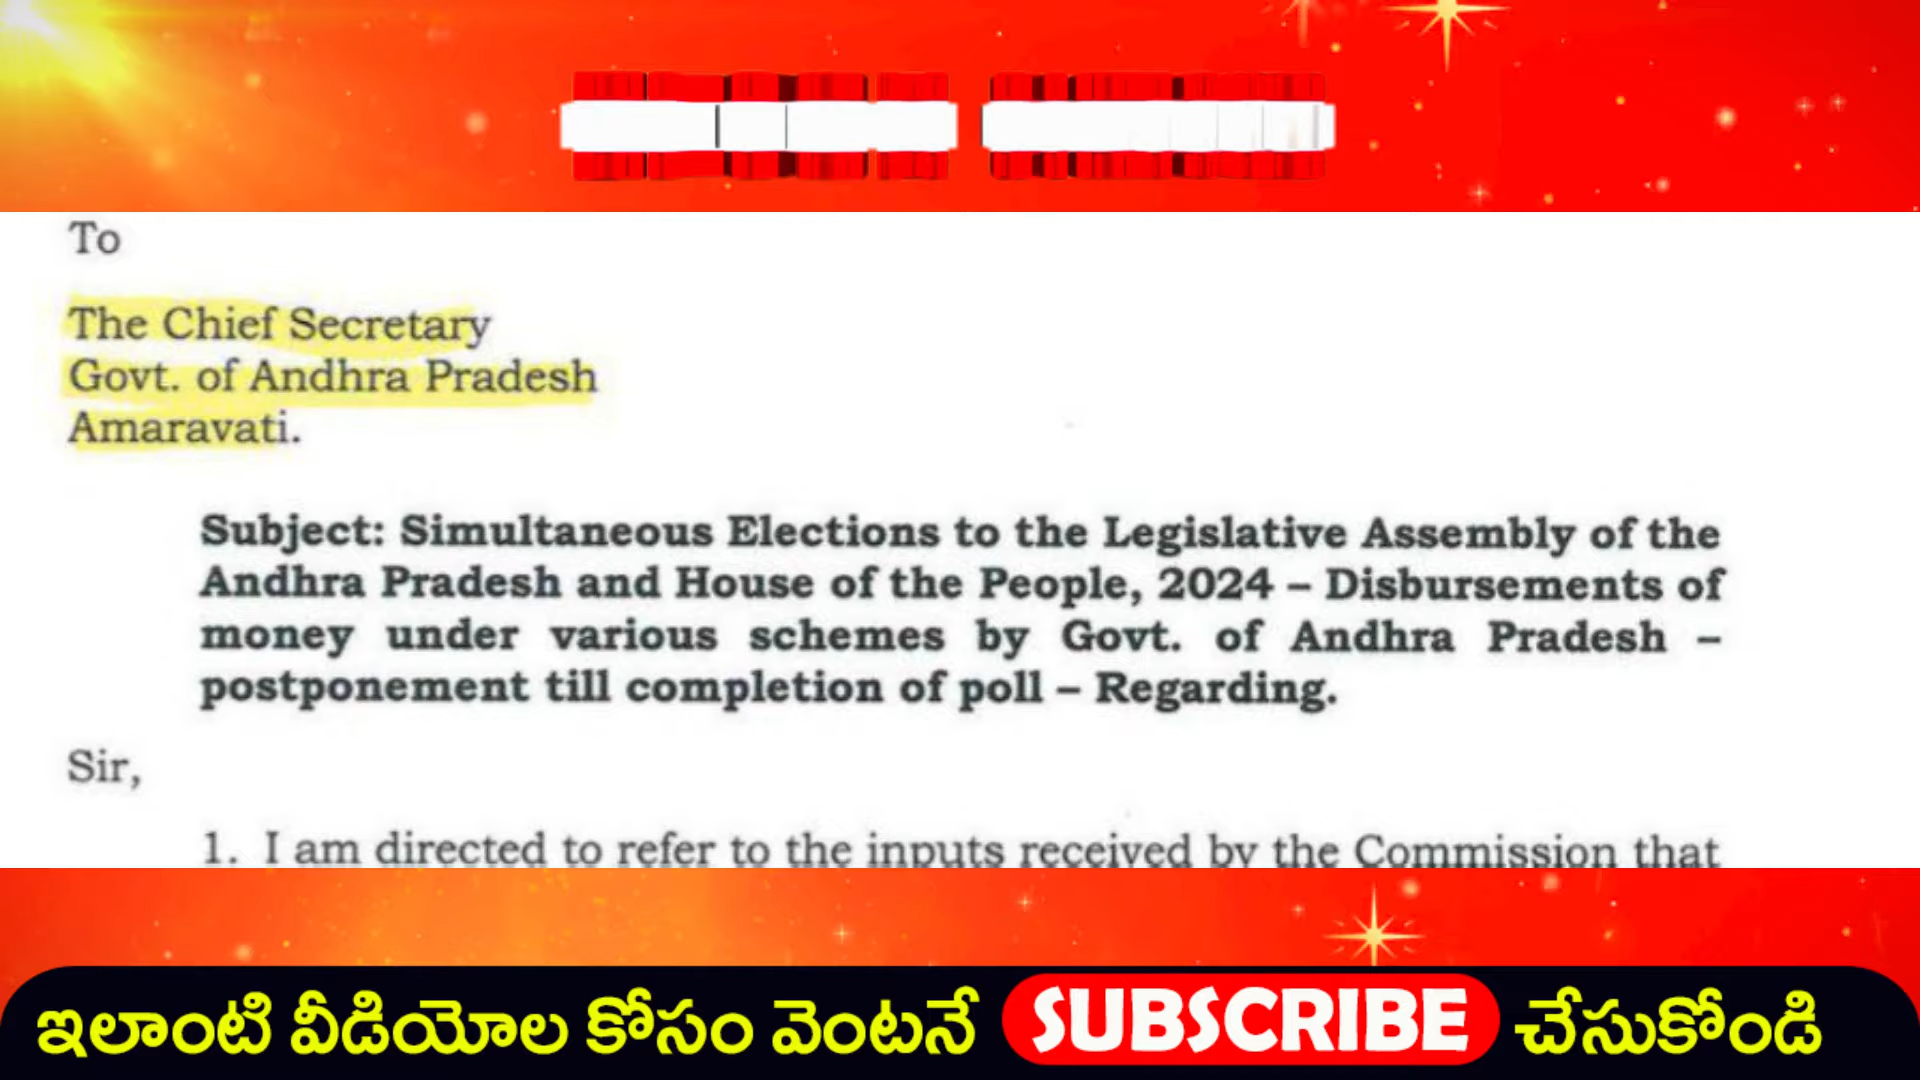 To
The Chief Secretary
Govt. of Andhra Pradesh
Amaravati.
Subject: Simultaneous Elections to the Legislative Assembly of the
Andhra Pradesh and House of the People, 2024 – Disbursements of
money under various schemes by Govt. of Andhra Pradesh –
postponement till completion of poll – Regarding.
Sir,
1. I am directed to refer to the inputs received by the Commission that
ఇలాంటి వీడియోల కోసం వెంటనే SUBSCRIBE చేసుకోండి